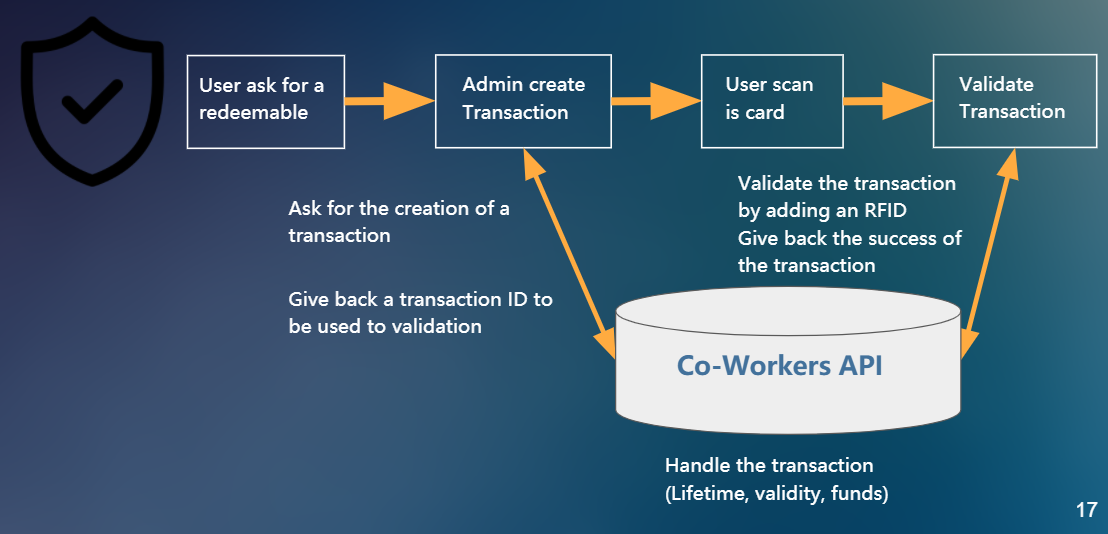 User ask for a
redeemable
Admin create
Transaction
User scan
is card
Validate
Transaction
Ask for the creation of a
transaction
Give back a transaction ID to
be used to validation
Validate the transaction
by adding an RFID
Give back the success of
the transaction
Co-Workers API
Handle the transaction
(Lifetime, validity, funds)
17